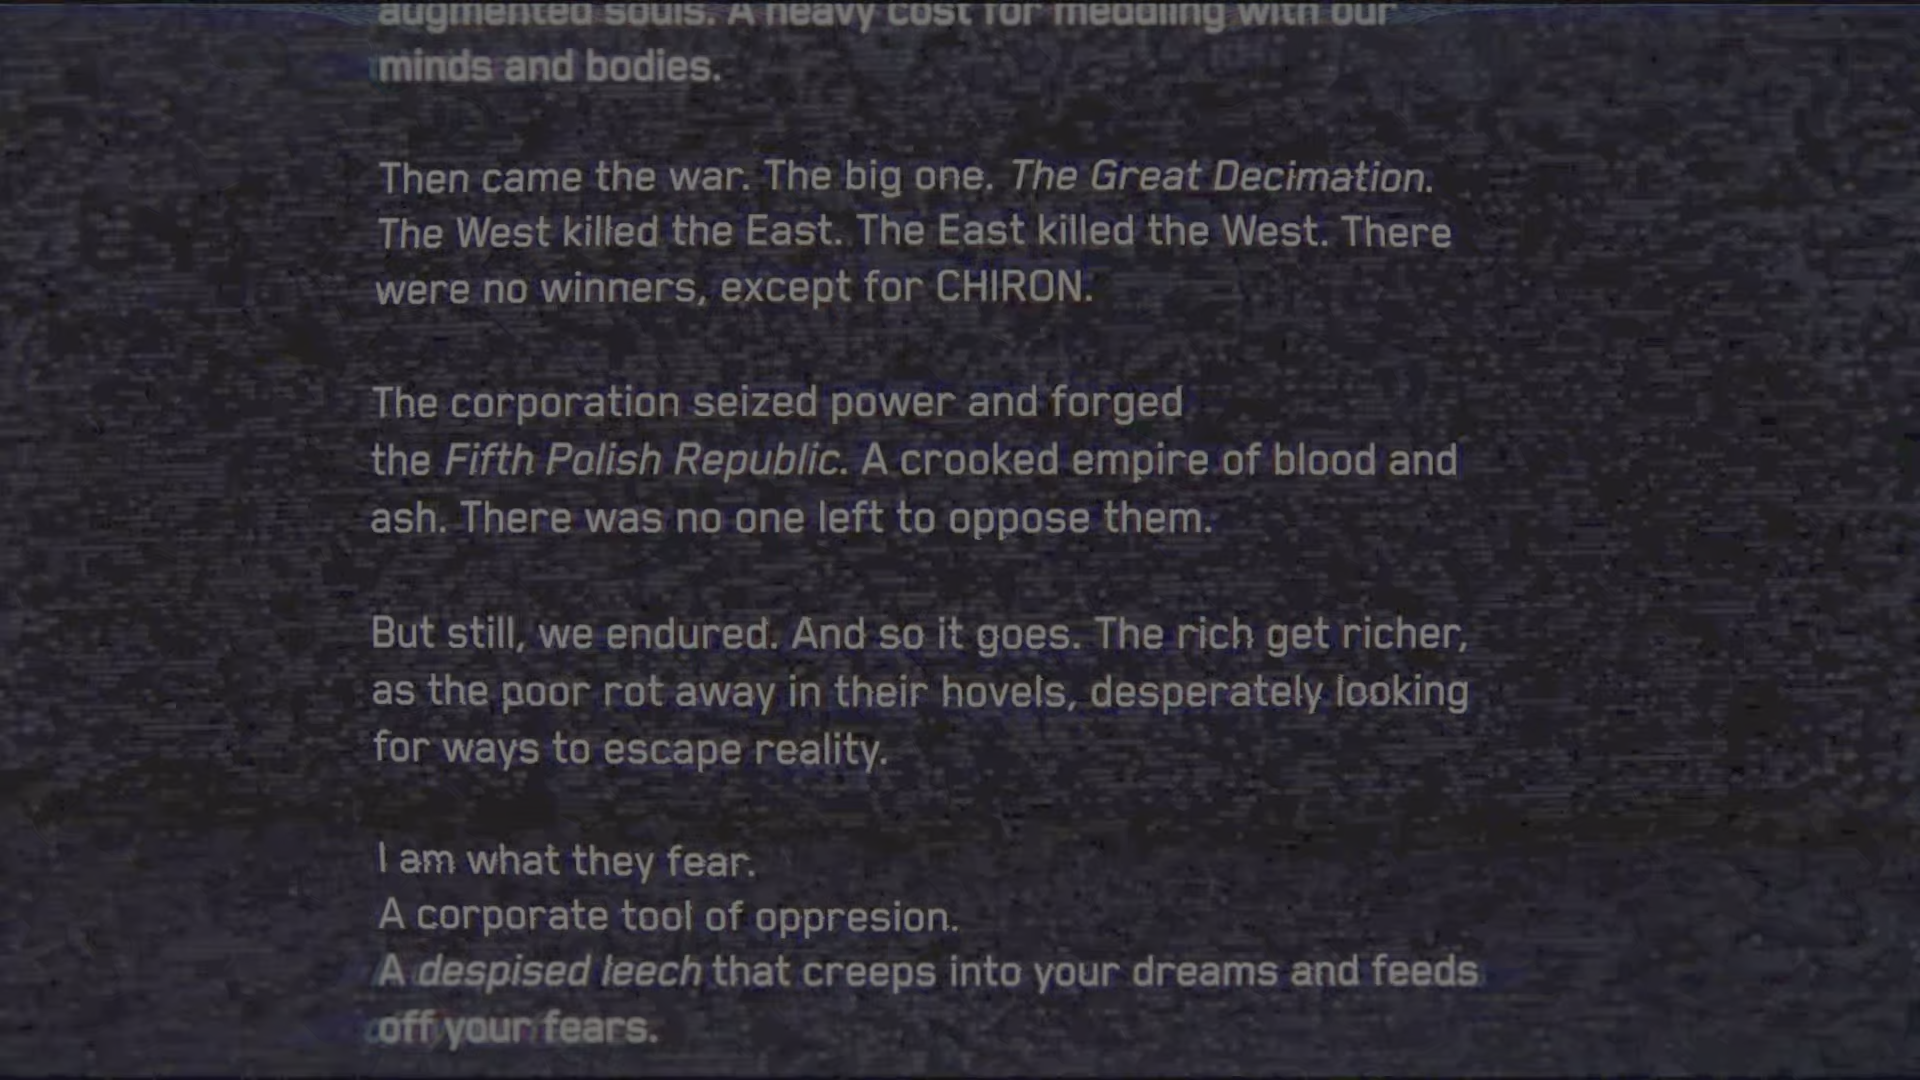 augmented souls. A heavy cost for meddling with our
minds and bodies.
Then came the war. The big one. The Great Decimation.
The West killed the East. The East killed the West. There
were no winners, except for CHIRON.
The corporation seized power and forged
the Fifth Polish Republic. A crooked empire of blood and
ash. There was no one left to oppose them.
But still, we endured. And so it goes. The rich get richer,
as the poor rot away in their hovels, desperately looking
for ways to escape reality.
I am what they fear.
A corporate tool of oppresion.
A despised leech that creeps into your dreams and feeds
off your fears.